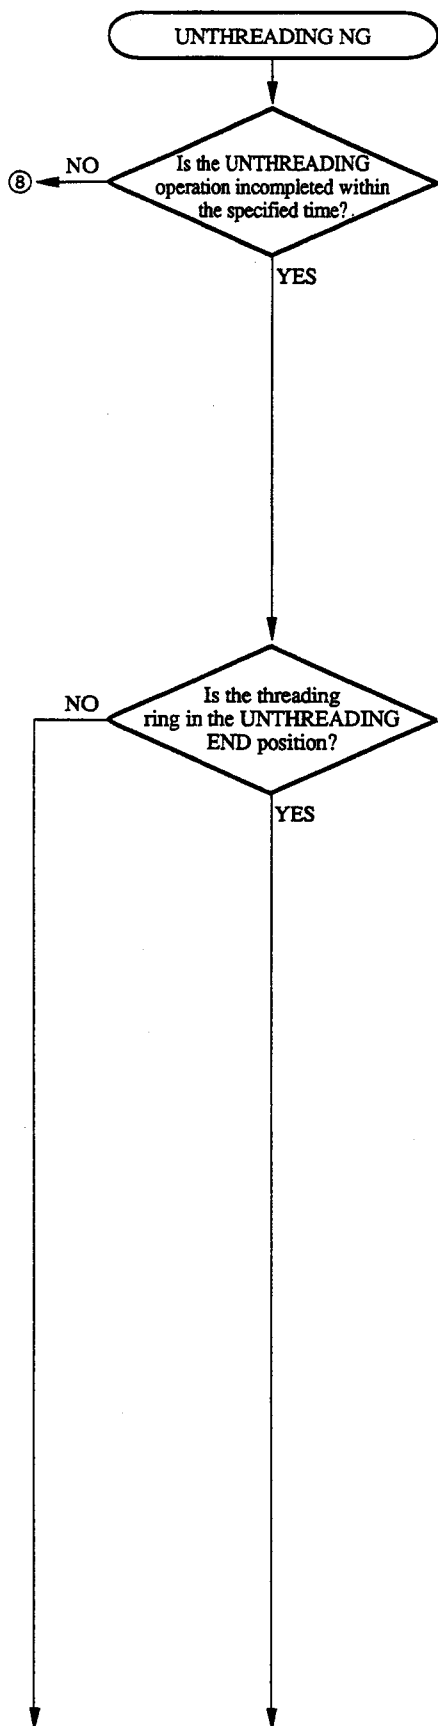 UNTHREADING NG
Is the UNTHREADING
operation incompleted within
the specified time?
NO
⑧
YES
Is the threading
ring in the UNTHREADING
END position?
NO
YES